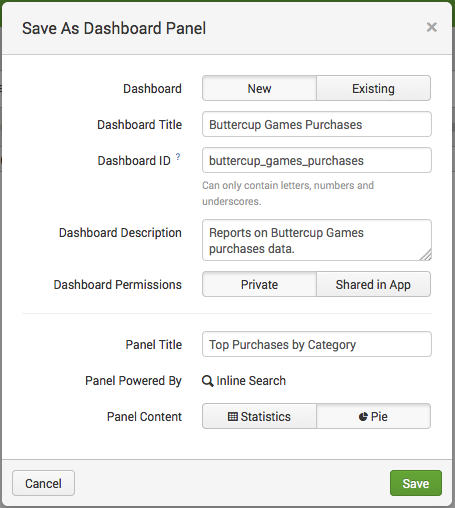 Save As Dashboard Panel ×
Dashboard New Existing
Dashboard Title Buttercup Games Purchases
Dashboard ID ? buttercup_games_purchases
Can only contain letters, numbers and
underscores.
Dashboard Description Reports on Buttercup Games
purchases data.
Dashboard Permissions Private Shared in App
Panel Title Top Purchases by Category
Panel Powered By Inline Search
Panel Content Statistics Pie
Cancel Save